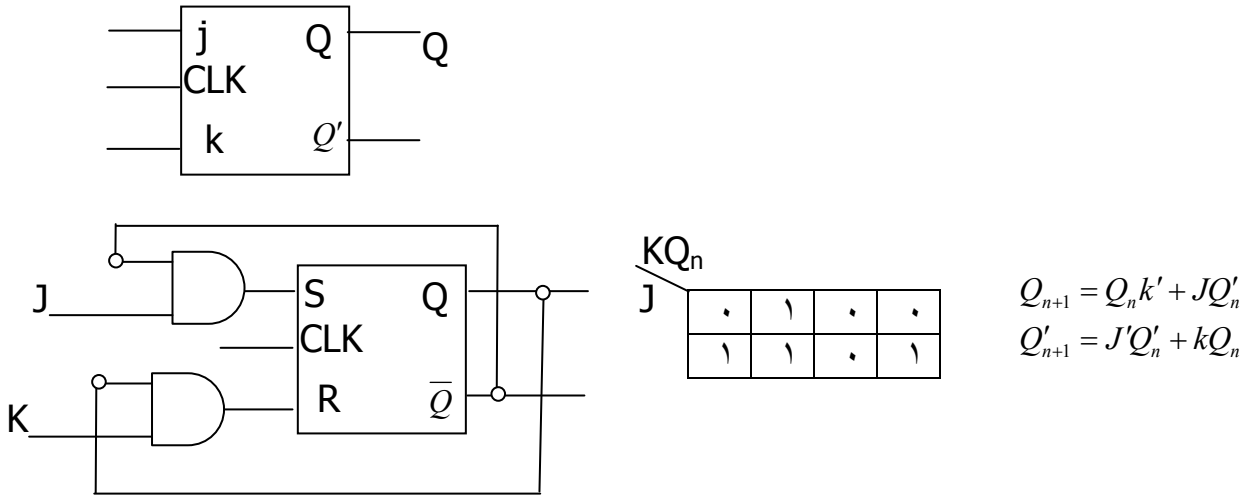 j Q Q
CLK
k Q′
KQn
J
J S Q
CLK
K R Q̅
٠ ١ ٠ ٠
١ ١ ٠ ١
Qn+1 = Qnk′ + JQ′n
Q′n+1 = J′Q′n + kQn